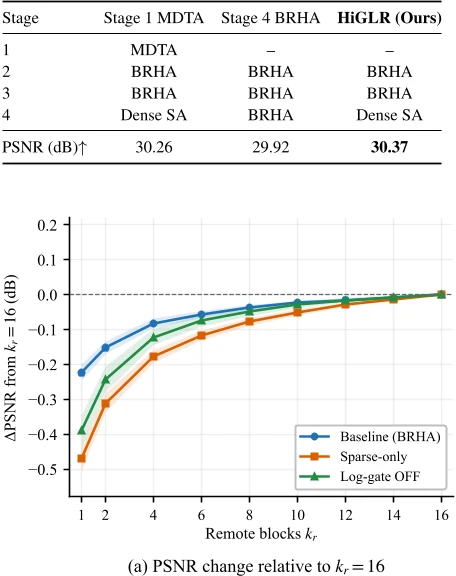 Stage Stage 1 MDTA Stage 4 BRHA HiGLR (Ours)
1 MDTA – –
2 BRHA BRHA BRHA
3 BRHA BRHA BRHA
4 Dense SA BRHA Dense SA
PSNR (dB)↑ 30.26 29.92 30.37
0.2
0.1
0.0
−0.1
−0.2
−0.3
−0.4
−0.5
ΔPSNR from kᵣ = 16 (dB)
Baseline (BRHA)
Sparse-only
Log-gate OFF
1 2 4 6 8 10 12 14 16
Remote blocks kᵣ
(a) PSNR change relative to kᵣ = 16